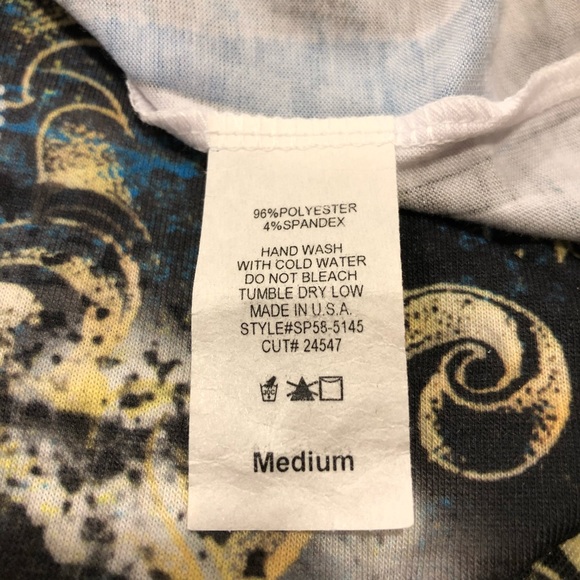 96%POLYESTER
4%SPANDEX
HAND WASH
WITH COLD WATER
DO NOT BLEACH
TUMBLE DRY LOW
MADE IN U.S.A.
STYLE#SP58-5145
CUT# 24547
Medium